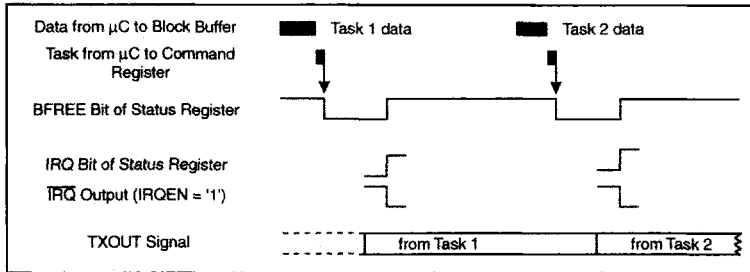 Data from µC to Block Buffer
Task 1 data
Task 2 data
Task from µC to Command
Register
BFREE Bit of Status Register
IRQ Bit of Status Register
IRQ Output (IRQEN = '1')
TXOUT Signal
from Task 1
from Task 2